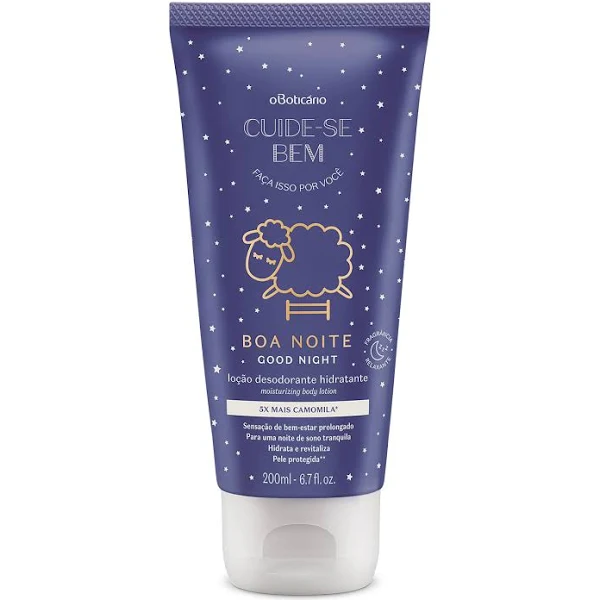 oBoticário
CUIDE-SE
BEM
FAÇA ISSO POR VOCÊ
BOA NOITE
GOOD NIGHT
FRAGRÂNCIA
RELAXANTE
loção desodorante hidratante
moisturizing body lotion
5X MAIS CAMOMILA*
Sensação de bem-estar prolongado
Para uma noite de sono tranquila
Hidrata e revitaliza
Pele protegida**
200ml - 6.7 fl. oz.